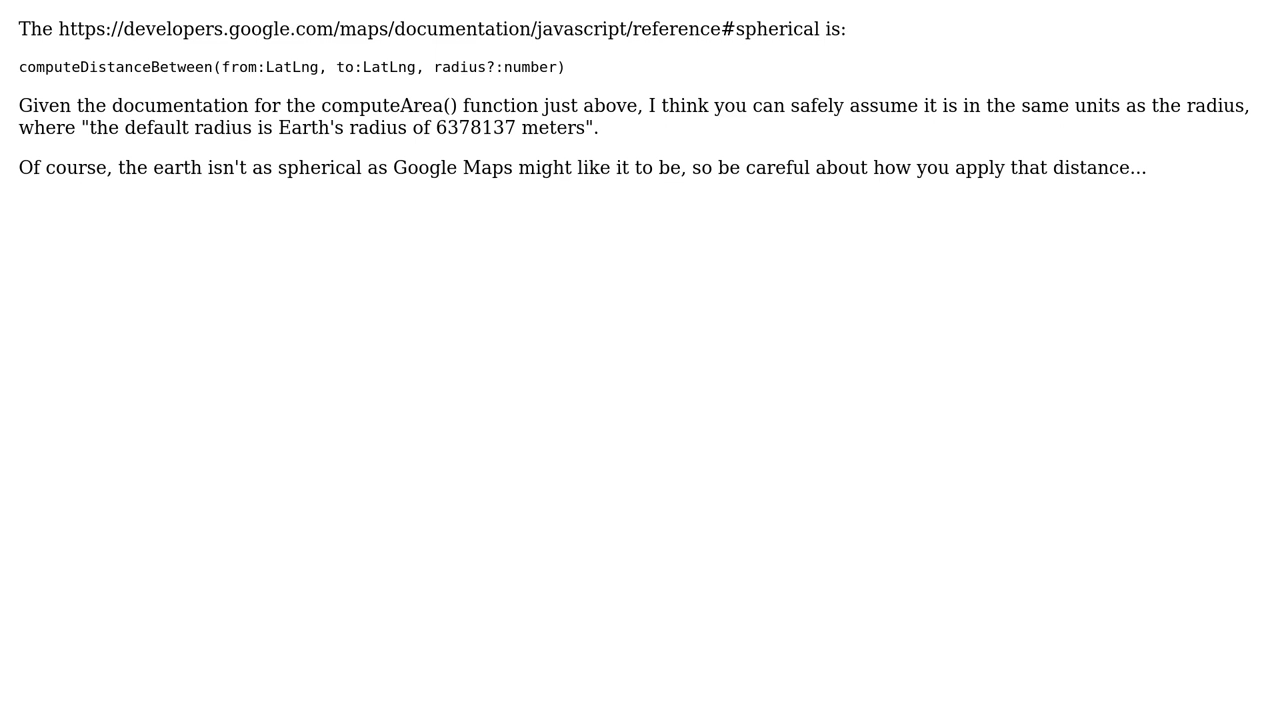 The https://developers.google.com/maps/documentation/javascript/reference#spherical is:
computeDistanceBetween(from:LatLng, to:LatLng, radius?:number)
Given the documentation for the computeArea() function just above, I think you can safely assume it is in the same units as the radius,
where "the default radius is Earth's radius of 6378137 meters".
Of course, the earth isn't as spherical as Google Maps might like it to be, so be careful about how you apply that distance...